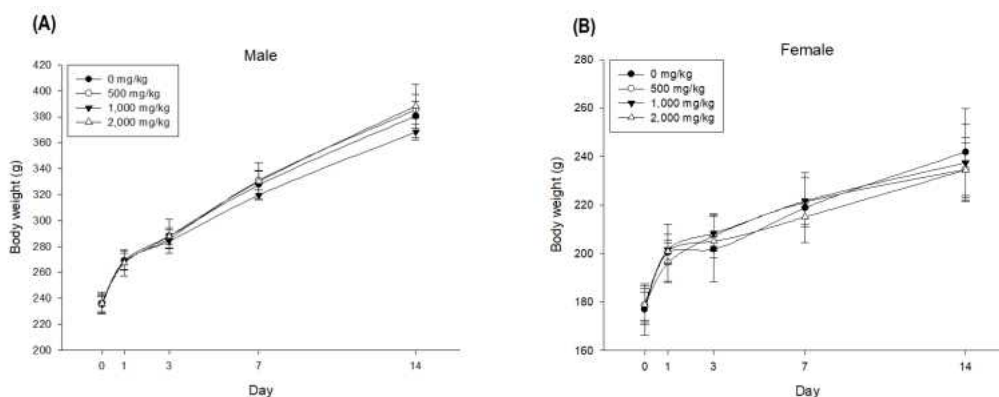 (A)
Male
420
400
380
360
340
320
300
280
260
240
220
200
0 mg/kg
500 mg/kg
1,000 mg/kg
2,000 mg/kg
Body weight (g)
0 1 3 7 14
Day
(B)
Female
280
260
240
220
200
180
160
0 mg/kg
500 mg/kg
1,000 mg/kg
2,000 mg/kg
Body weight (g)
0 1 3 7 14
Day